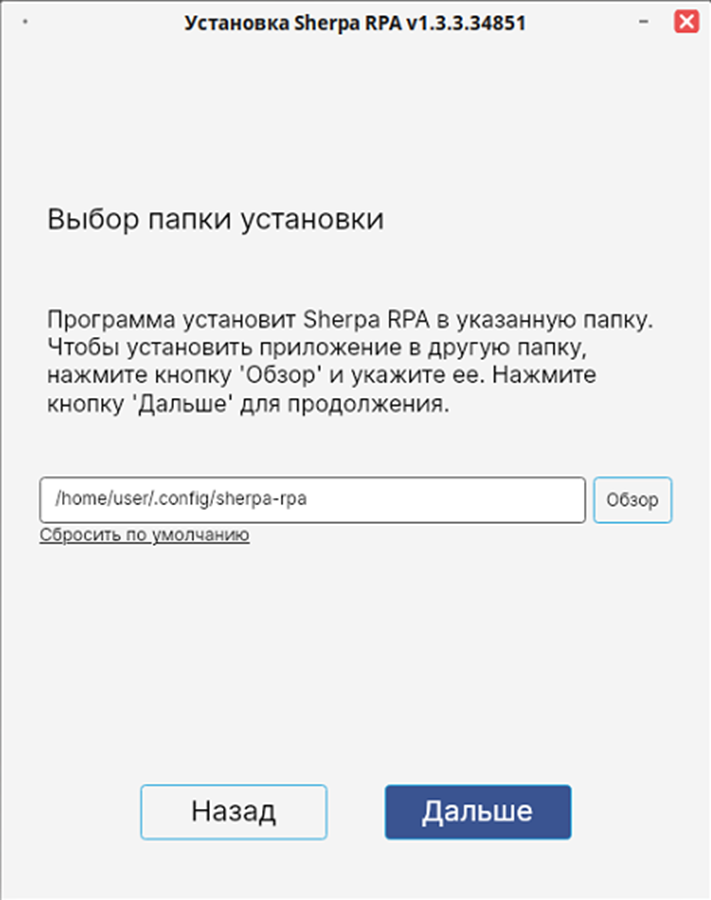 Установка Sherpa RPA v1.3.3.34851
Выбор папки установки
Программа установит Sherpa RPA в указанную папку.
Чтобы установить приложение в другую папку,
нажмите кнопку 'Обзор' и укажите ее. Нажмите
кнопку 'Дальше' для продолжения.
/home/user/.config/sherpa-rpa
Обзор
Сбросить по умолчанию
Назад
Дальше